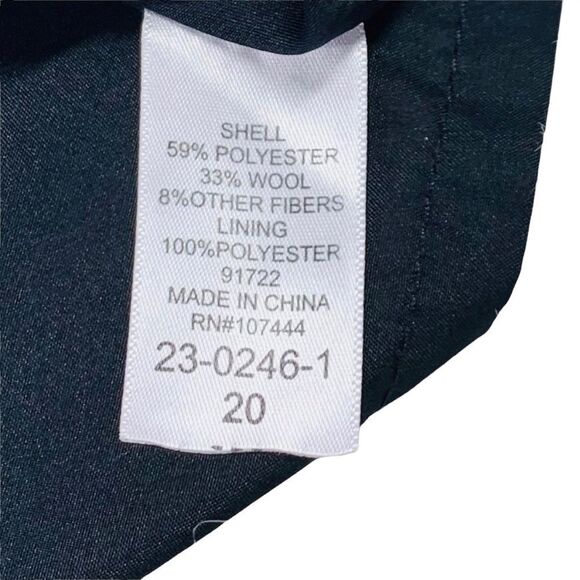 SHELL
59% POLYESTER
33% WOOL
8%OTHER FIBERS
LINING
100%POLYESTER
91722
MADE IN CHINA
RN#107444
23-0246-1
20